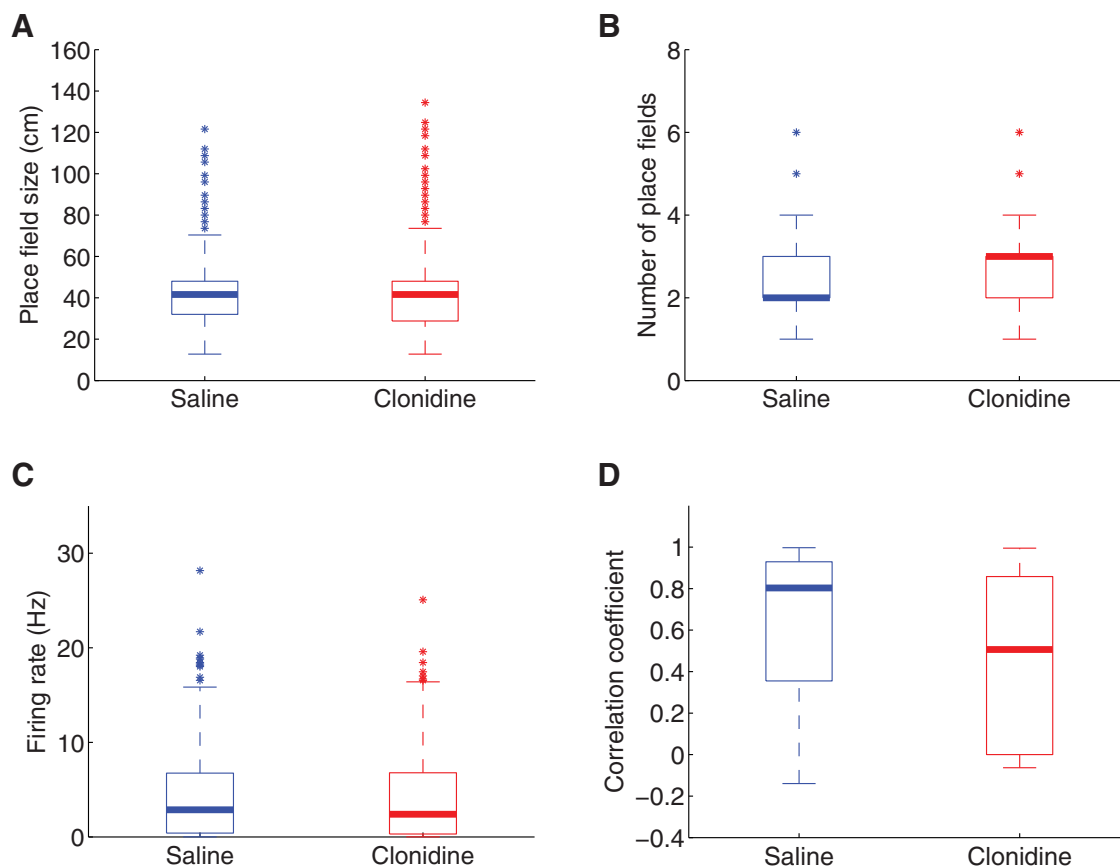 A
Place field size (cm)
160
140
120
100
80
60
40
20
0
Saline Clonidine
B
Number of place fields
8
6
4
2
0
Saline Clonidine
C
Firing rate (Hz)
30
20
10
0
Saline Clonidine
D
Correlation coefficient
1
0.8
0.6
0.4
0.2
0
−0.2
−0.4
Saline Clonidine